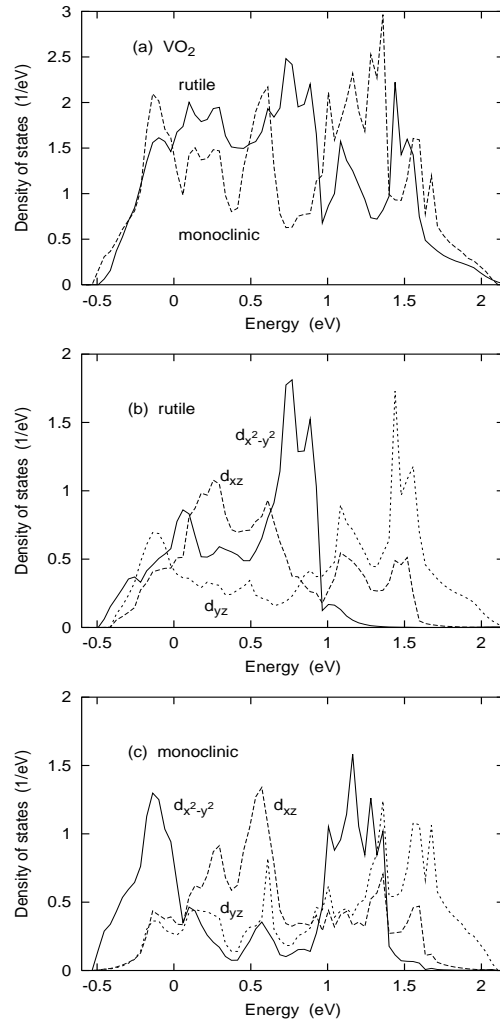 3
(a) VO2
rutile
2.5
2
1.5
1
monoclinic
0.5
0
-0.5 0 0.5 1 1.5 2
Energy (eV)
Density of states (1/eV)
2
(b) rutile
dx²-y²
1.5
dxz
1
0.5
dyz
0
-0.5 0 0.5 1 1.5 2
Energy (eV)
Density of states (1/eV)
2
(c) monoclinic
1.5
dx²-y²
dxz
1
0.5
dyz
0
-0.5 0 0.5 1 1.5 2
Energy (eV)
Density of states (1/eV)